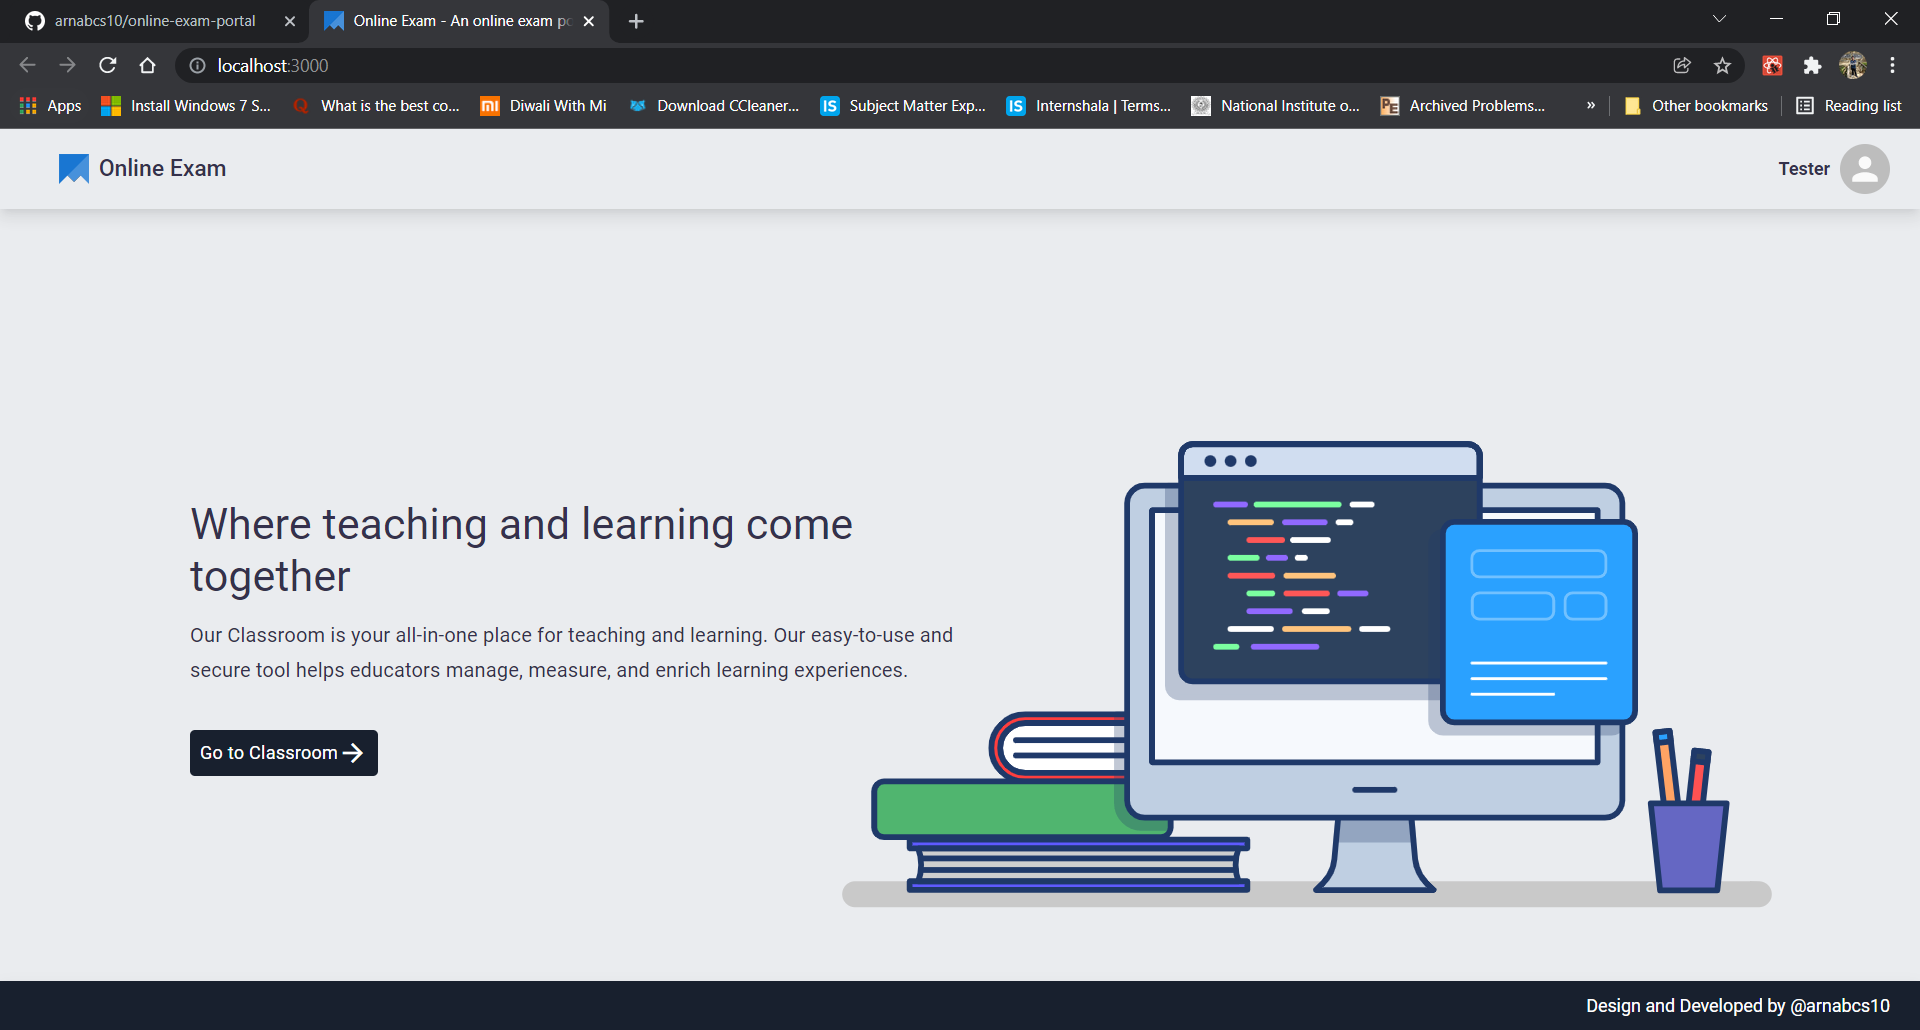 arnabcs10/online-exam-portal
Online Exam - An online exam po
localhost:3000
Apps
Install Windows 7 S...
What is the best co...
Diwali With Mi
Download CCleaner...
Subject Matter Exp...
Internshala | Terms...
National Institute o...
Archived Problems...
»
Other bookmarks
Reading list
Online Exam
Tester
Where teaching and learning come
together
Our Classroom is your all-in-one place for teaching and learning. Our easy-to-use and
secure tool helps educators manage, measure, and enrich learning experiences.
Go to Classroom
Design and Developed by @arnabcs10